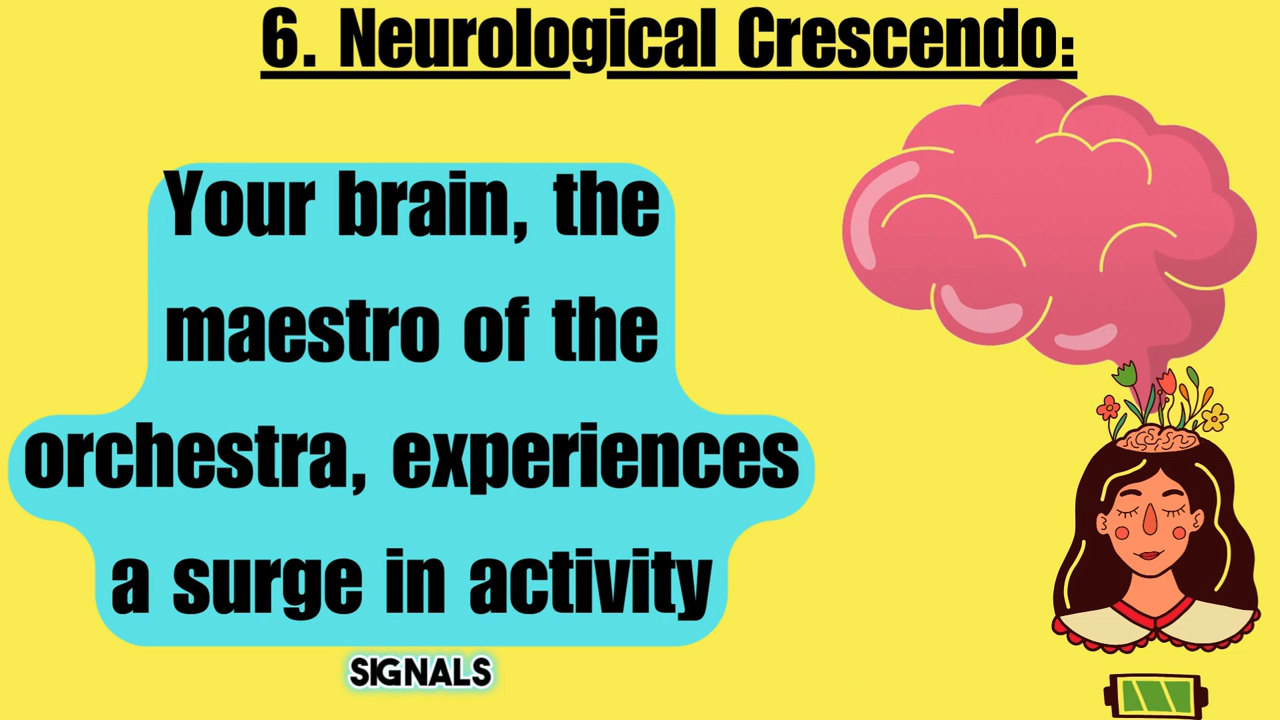 6. Neurological Crescendo:
Your brain, the
maestro of the
orchestra, experiences
a surge in activity
SIGNALS